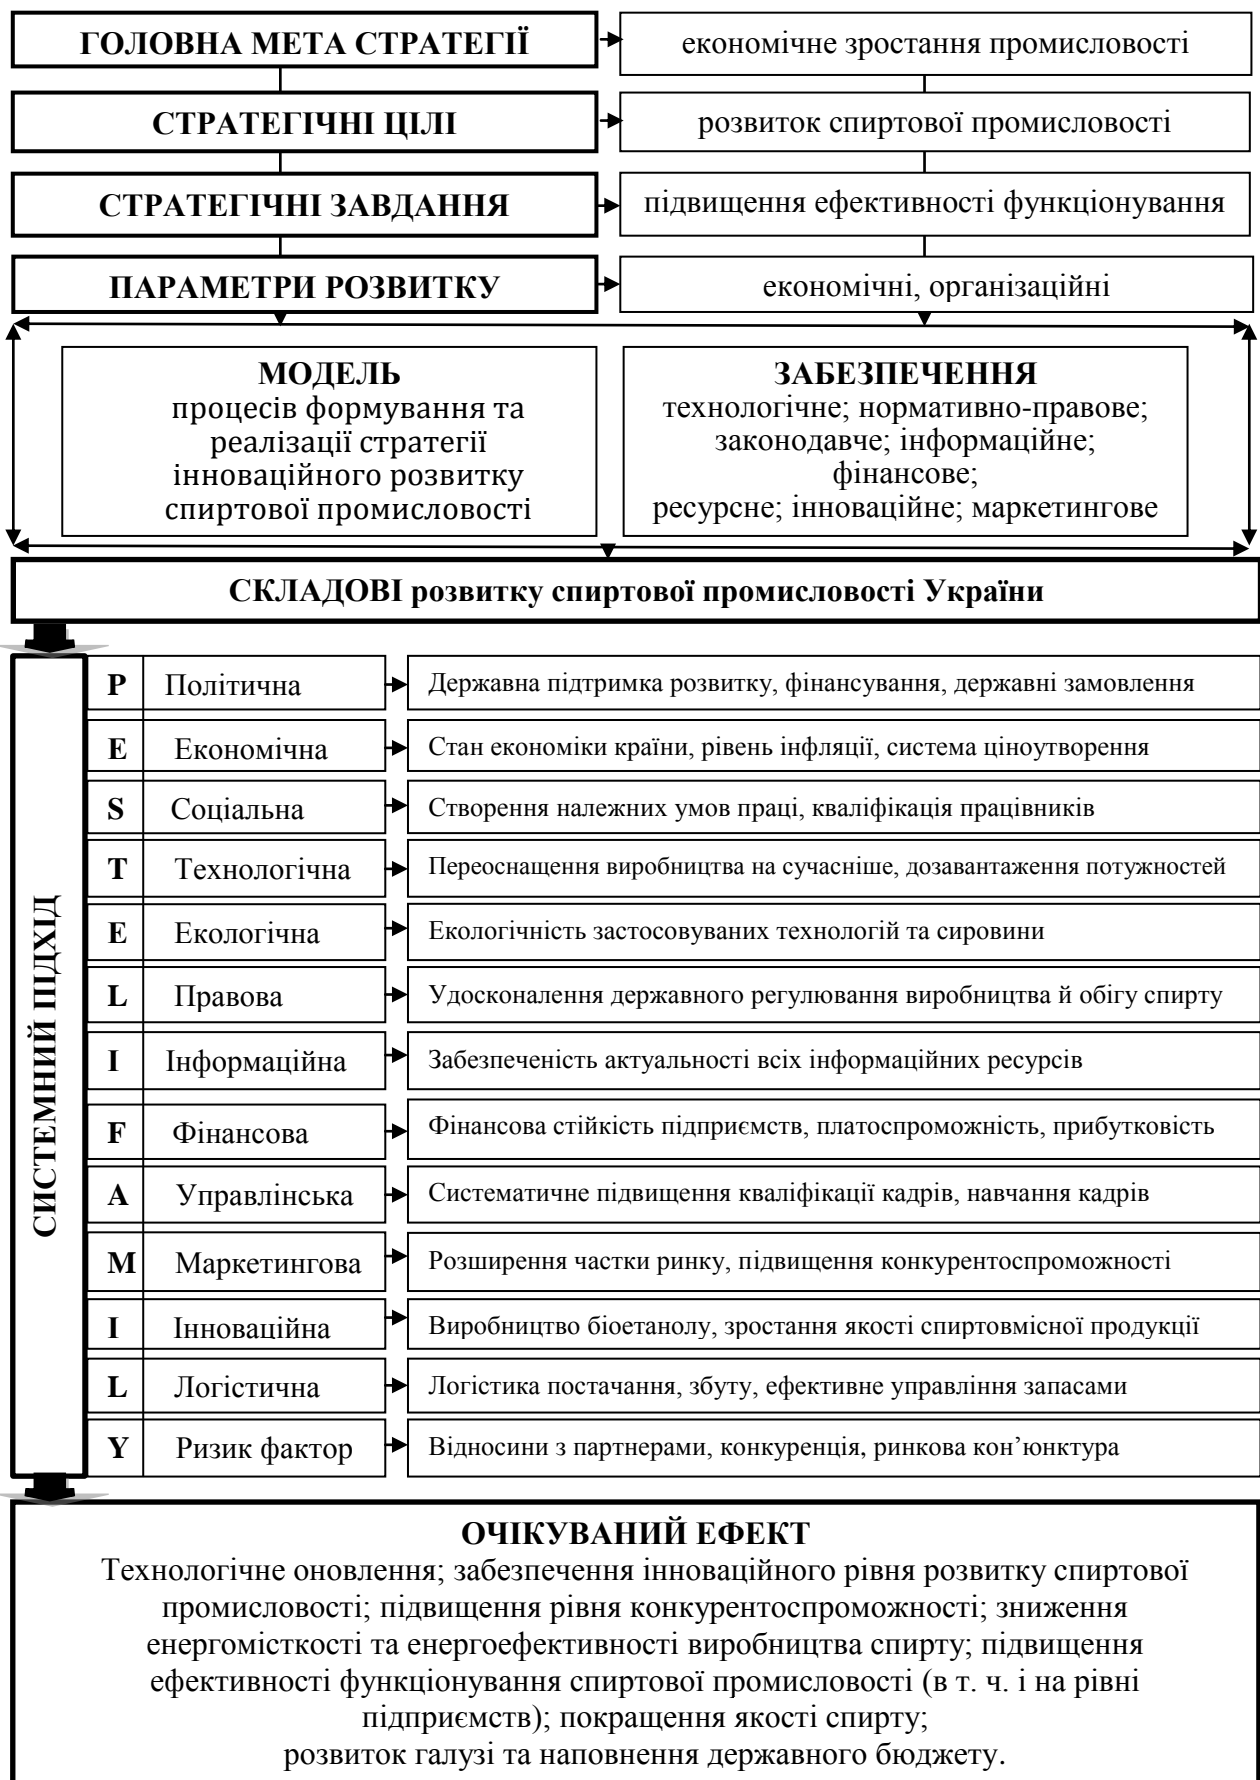 ГОЛОВНА МЕТА СТРАТЕГІЇ
економічне зростання промисловості
СТРАТЕГІЧНІ ЦІЛІ
розвиток спиртової промисловості
СТРАТЕГІЧНІ ЗАВДАННЯ
підвищення ефективності функціонування
ПАРАМЕТРИ РОЗВИТКУ
економічні, організаційні
МОДЕЛЬ
процесів формування та
реалізації стратегії
інноваційного розвитку
спиртової промисловості
ЗАБЕЗПЕЧЕННЯ
технологічне; нормативно-правове;
законодавче; інформаційне;
фінансове;
ресурсне; інноваційне; маркетингове
СКЛАДОВІ розвитку спиртової промисловості України
СИСТЕМНИЙ ПІДХІД
P Політична Державна підтримка розвитку, фінансування, державні замовлення
E Економічна Стан економіки країни, рівень інфляції, система ціноутворення
S Соціальна Створення належних умов праці, кваліфікація працівників
T Технологічна Переоснащення виробництва на сучасніше, дозавантаження потужностей
E Екологічна Екологічність застосовуваних технологій та сировини
L Правова Удосконалення державного регулювання виробництва й обігу спирту
I Інформаційна Забезпеченість актуальності всіх інформаційних ресурсів
F Фінансова Фінансова стійкість підприємств, платоспроможність, прибутковість
A Управлінська Систематичне підвищення кваліфікації кадрів, навчання кадрів
M Маркетингова Розширення частки ринку, підвищення конкурентоспроможності
I Інноваційна Виробництво біоетанолу, зростання якості спиртовмісної продукції
L Логістична Логістика постачання, збуту, ефективне управління запасами
Y Ризик фактор Відносини з партнерами, конкуренція, ринкова кон’юнктура
ОЧІКУВАНИЙ ЕФЕКТ
Технологічне оновлення; забезпечення інноваційного рівня розвитку спиртової
промисловості; підвищення рівня конкурентоспроможності; зниження
енергомісткості та енергоефективності виробництва спирту; підвищення
ефективності функціонування спиртової промисловості (в т. ч. і на рівні
підприємств); покращення якості спирту;
розвиток галузі та наповнення державного бюджету.